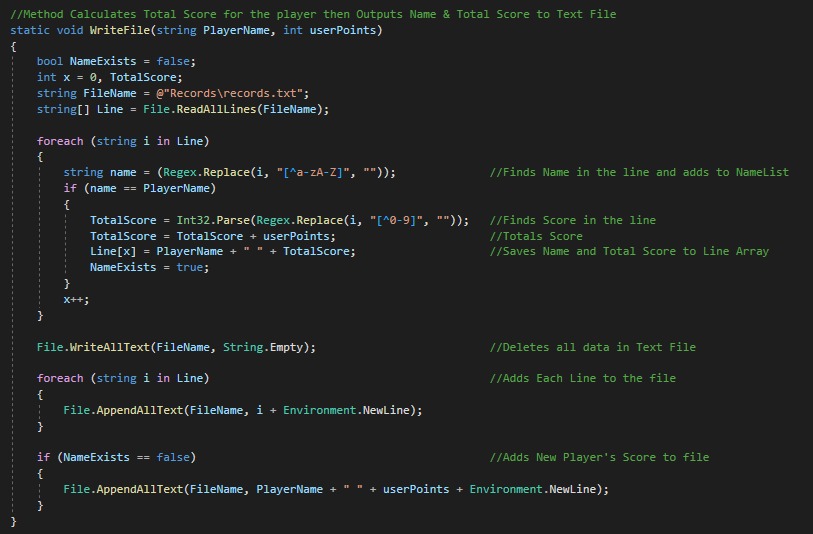 //Method Calculates Total Score for the player then Outputs Name & Total Score to Text File
static void WriteFile(string PlayerName, int userPoints)
{
bool NameExists = false;
int x = 0, TotalScore;
string FileName = @"Records\records.txt";
string[] Line = File.ReadAllLines(FileName);
foreach (string i in Line)
{
string name = (Regex.Replace(i, "[^a-zA-Z]", "")); //Finds Name in the line and adds to NameList
if (name == PlayerName)
{
TotalScore = Int32.Parse(Regex.Replace(i, "[^0-9]", "")); //Finds Score in the line
TotalScore = TotalScore + userPoints; //Totals Score
Line[x] = PlayerName + " " + TotalScore; //Saves Name and Total Score to Line Array
NameExists = true;
}
x++;
}
File.WriteAllText(FileName, String.Empty); //Deletes all data in Text File
foreach (string i in Line) //Adds Each Line to the file
{
File.AppendAllText(FileName, i + Environment.NewLine);
}
if (NameExists == false) //Adds New Player's Score to file
{
File.AppendAllText(FileName, PlayerName + " " + userPoints + Environment.NewLine);
}
}